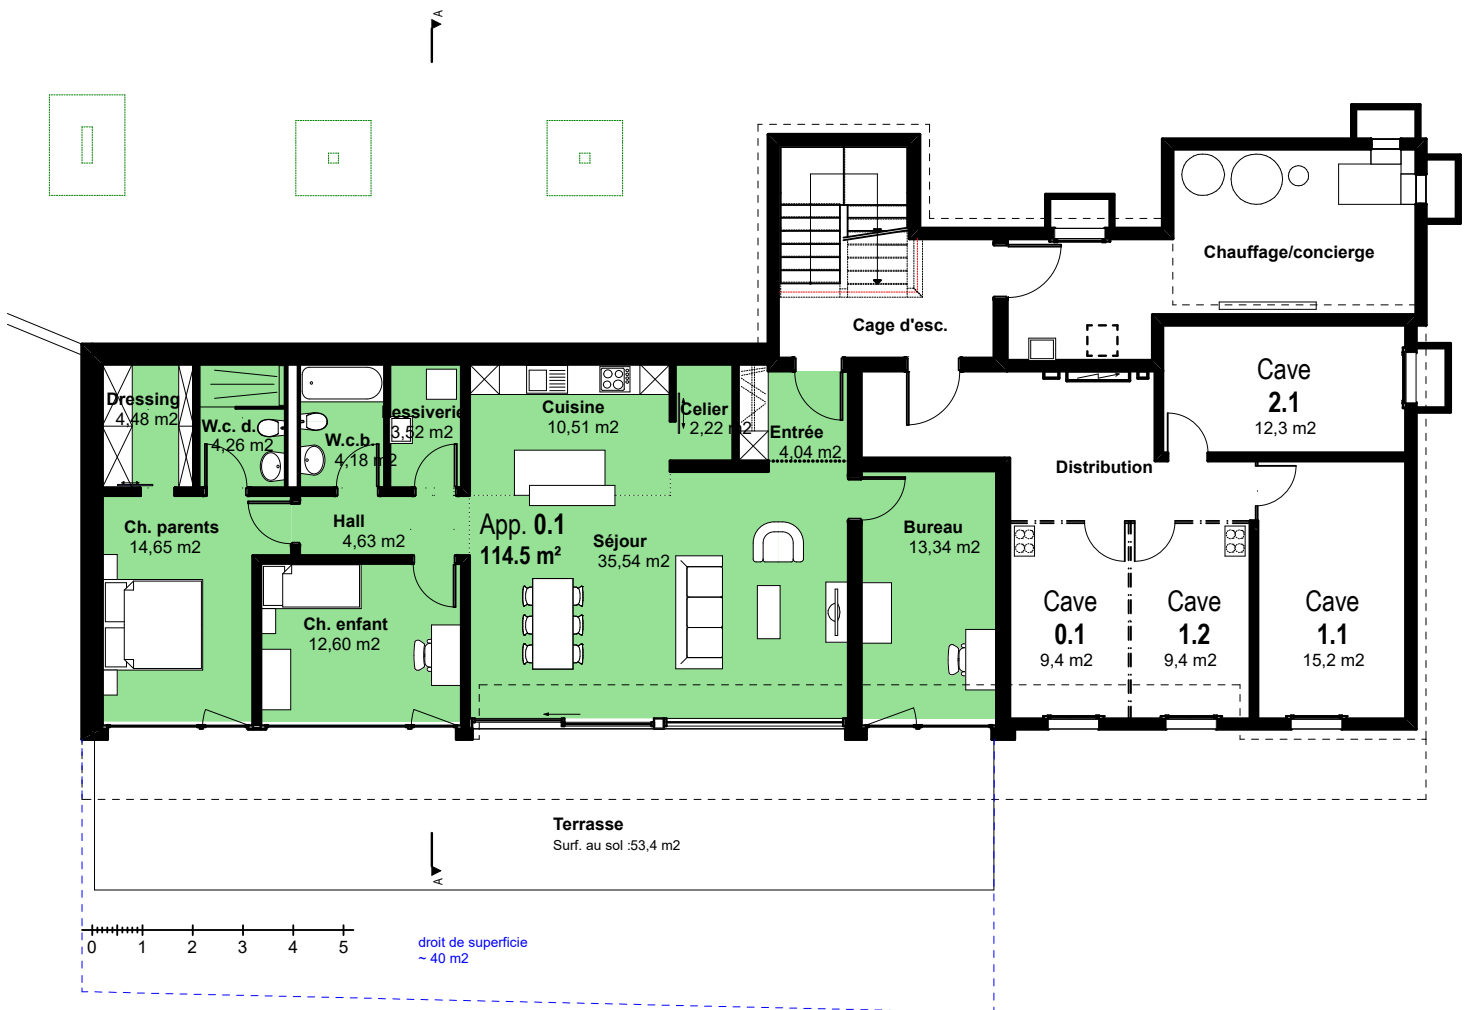 A
Chauffage/concierge
Cage d'esc.
Cave
2.1
12,3 m2
Dressing
4,48 m2
W.c. d.
4,26 m2
W.c.b.
4,18 m2
essiverie
3,52 m2
Cuisine
10,51 m2
Celier
2,22 m2
Entrée
4,04 m2
Distribution
Ch. parents
14,65 m2
Hall
4,63 m2
App. 0.1
114.5 m²
Séjour
35,54 m2
Bureau
13,34 m2
Ch. enfant
12,60 m2
Cave
0.1
9,4 m2
Cave
1.2
9,4 m2
Cave
1.1
15,2 m2
Terrasse
Surf. au sol :53,4 m2
A
0 1 2 3 4 5
droit de superficie
~ 40 m2